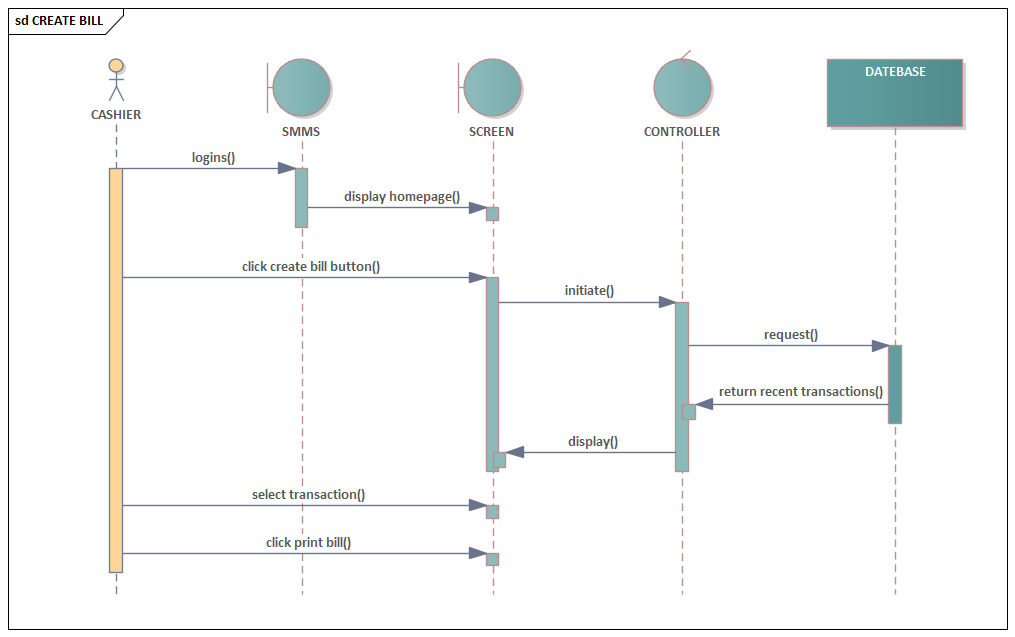 sd CREATE BILL
CASHIER
SMMS
SCREEN
CONTROLLER
DATEBASE
logins()
display homepage()
click create bill button()
initiate()
request()
return recent transactions()
display()
select transaction()
click print bill()